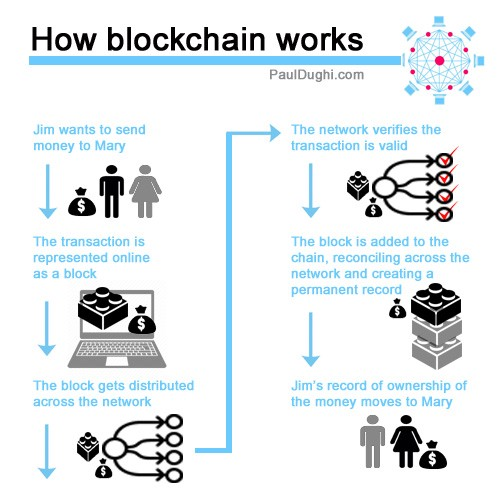 How blockchain works
PaulDughi.com
Jim wants to send
money to Mary
$
The transaction is
represented online
as a block
$
The block gets distributed
across the network
$
The network verifies the
transaction is valid
$
The block is added to the
chain, reconciling across the
network and creating a
permanent record
$
Jim's record of ownership of
the money moves to Mary
$